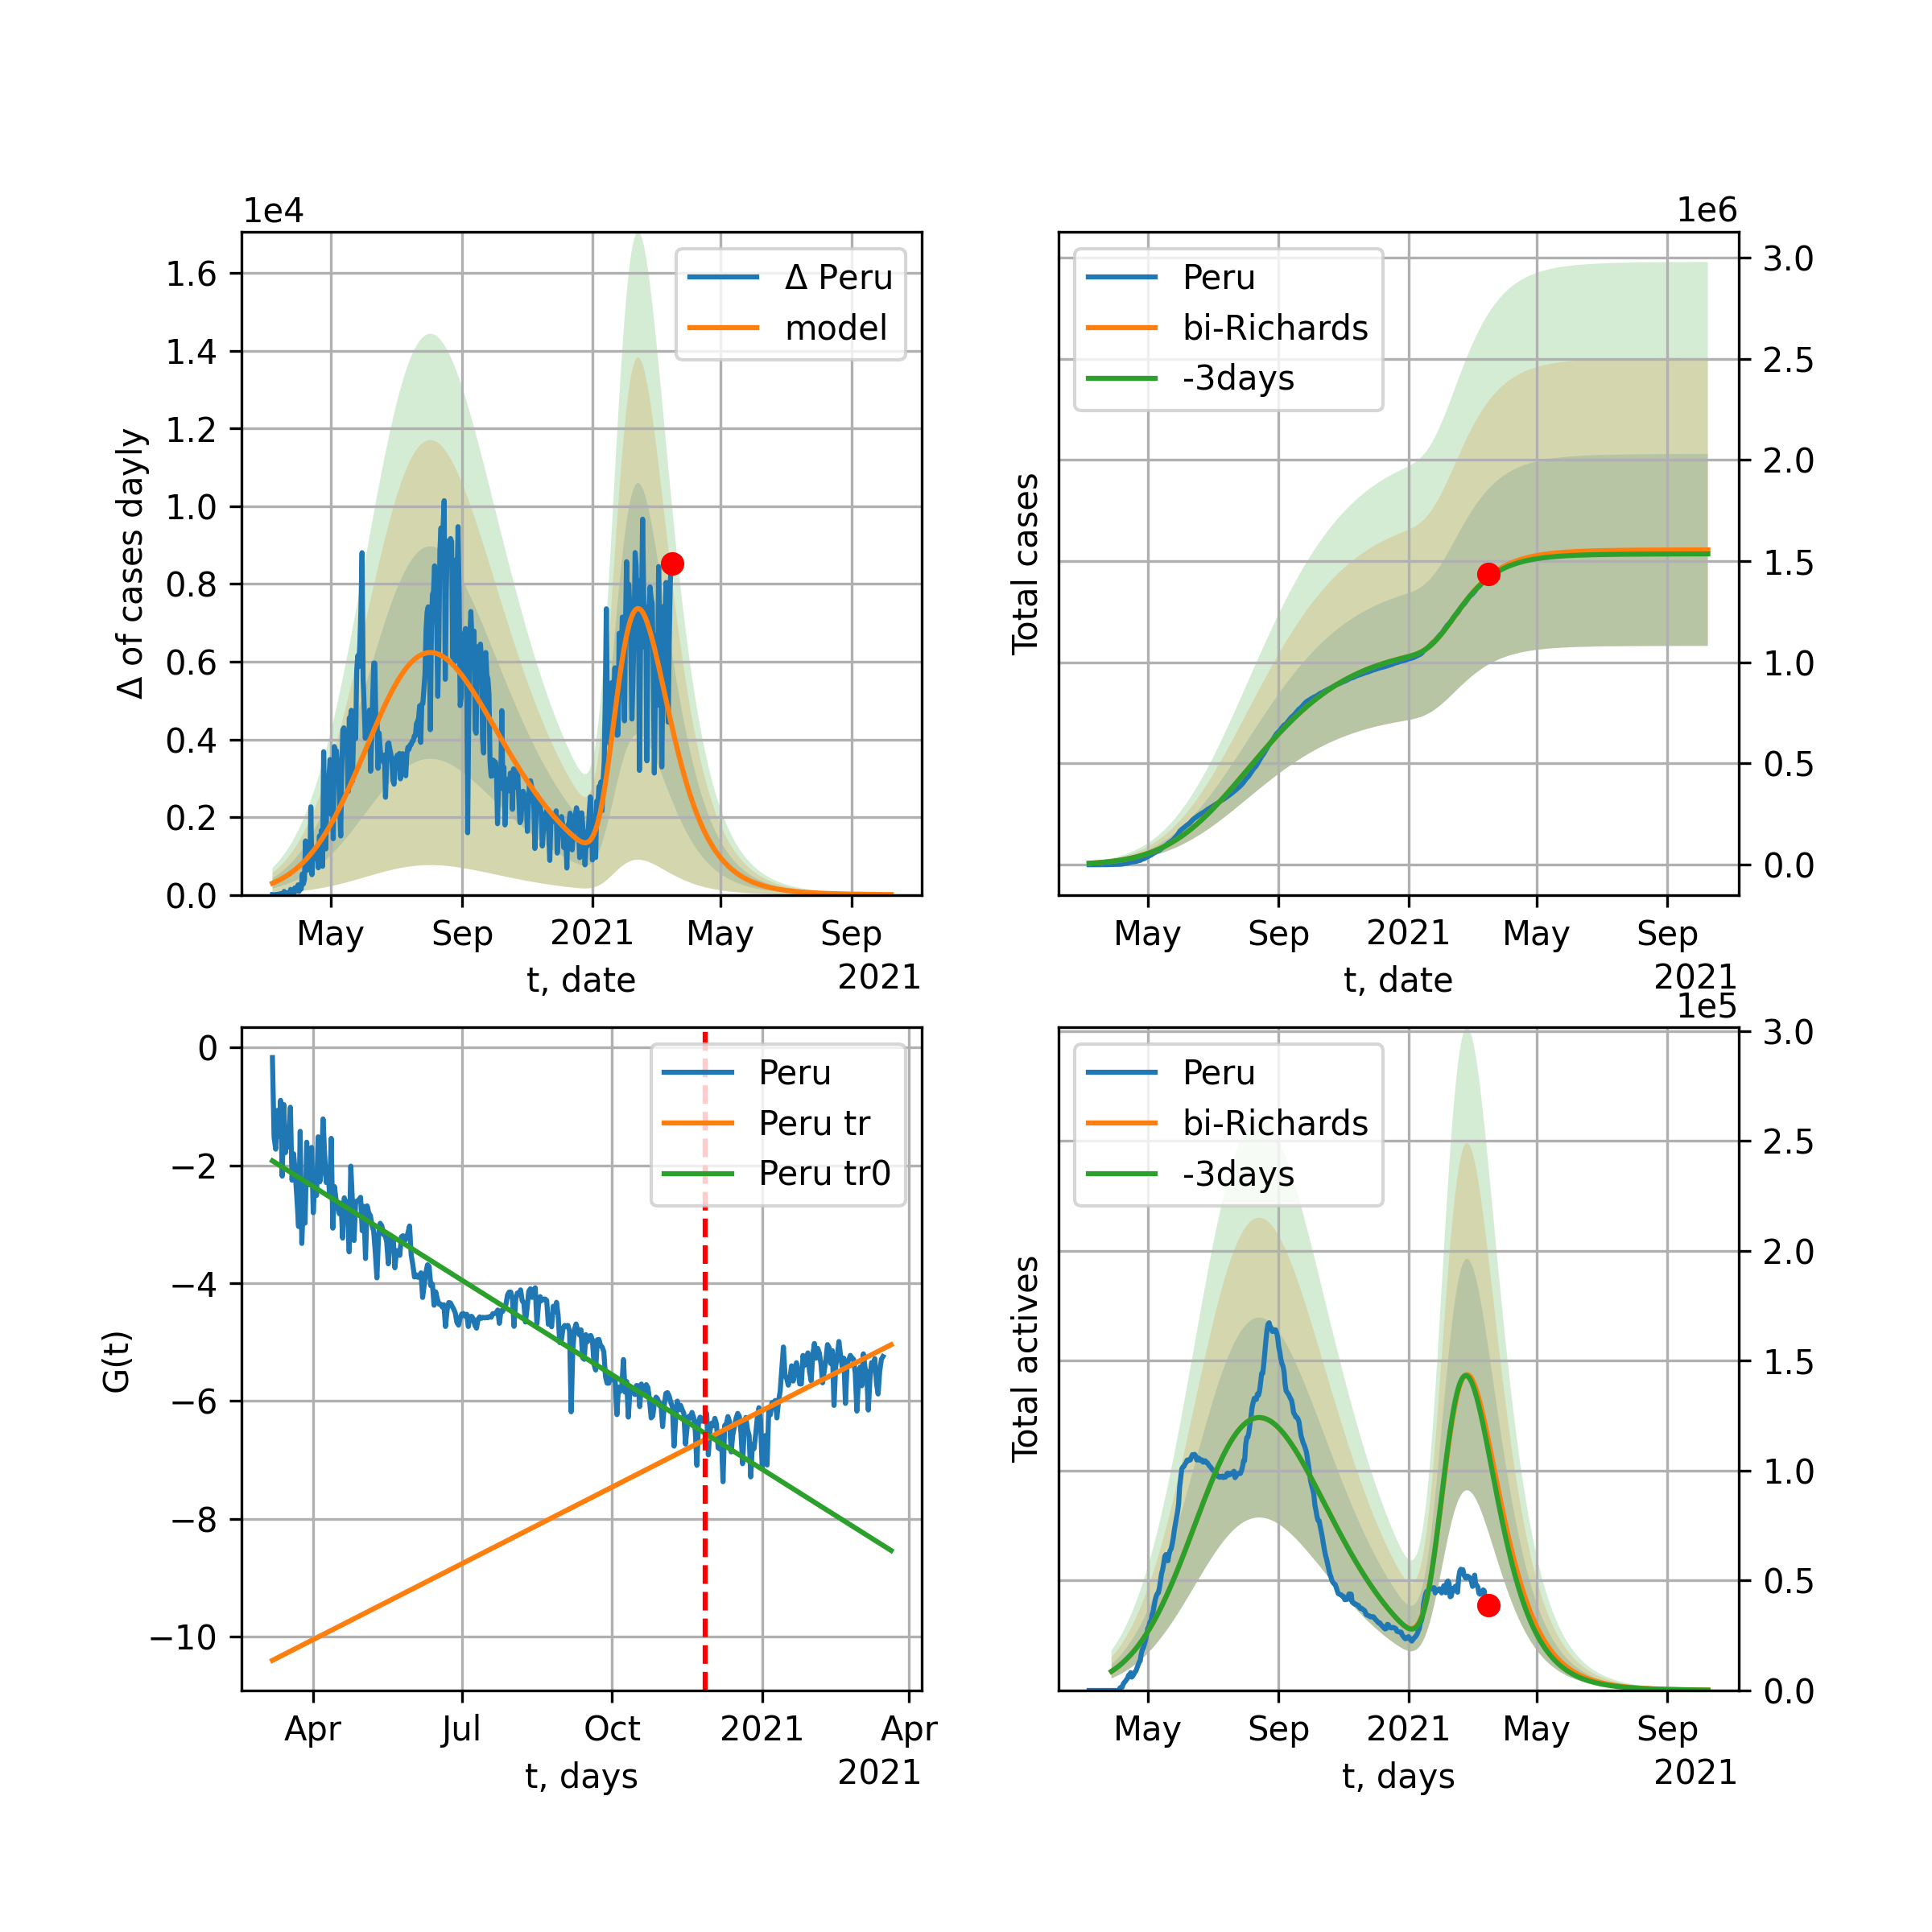 1e4
Δ of cases dayly
1.6
1.4
1.2
1.0
0.8
0.6
0.4
0.2
0.0
Δ Peru
model
May Sep 2021 May Sep
t, date
2021
1e6
Total cases
Peru
bi-Richards
-3days
3.0
2.5
2.0
1.5
1.0
0.5
0.0
May Sep 2021 May Sep
t, date
2021
G(t)
0
−2
−4
−6
−8
−10
Peru
Peru tr
Peru tr0
Apr Jul Oct 2021 Apr
t, days
2021
1e5
Total actives
Peru
bi-Richards
-3days
3.0
2.5
2.0
1.5
1.0
0.5
0.0
May Sep 2021 May Sep
t, days
2021